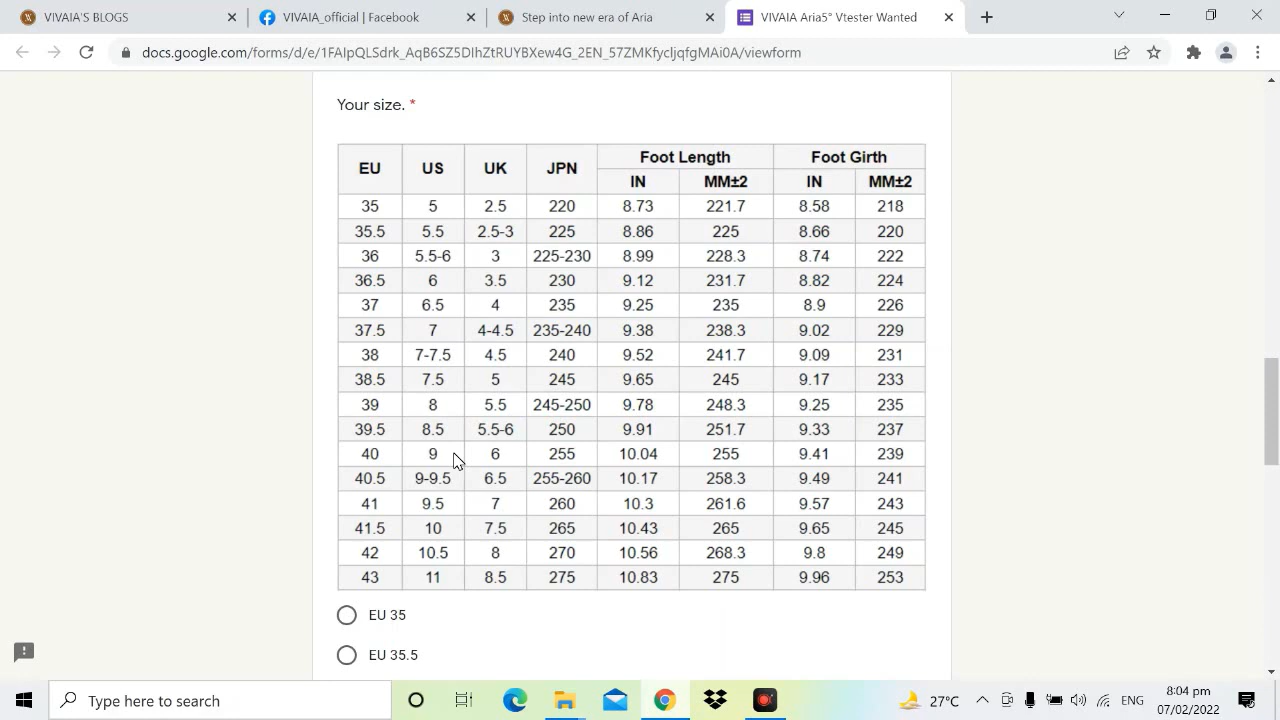 VIVAIA'S BLOGS
VIVAIA_official | Facebook
Step into new era of Aria
VIVAIA Aria5° Vtester Wanted
docs.google.com/forms/d/e/1FAIpQLSdrk_AqB6SZ5DIhZtRUYBXew4G_2EN_57ZMKfycljqfgMAi0A/viewform
Your size. *
EU US UK JPN Foot Length Foot Girth
IN MM±2 IN MM±2
35 5 2.5 220 8.73 221.7 8.58 218
35.5 5.5 2.5-3 225 8.86 225 8.66 220
36 5.5-6 3 225-230 8.99 228.3 8.74 222
36.5 6 3.5 230 9.12 231.7 8.82 224
37 6.5 4 235 9.25 235 8.9 226
37.5 7 4-4.5 235-240 9.38 238.3 9.02 229
38 7-7.5 4.5 240 9.52 241.7 9.09 231
38.5 7.5 5 245 9.65 245 9.17 233
39 8 5.5 245-250 9.78 248.3 9.25 235
39.5 8.5 5.5-6 250 9.91 251.7 9.33 237
40 9 6 255 10.04 255 9.41 239
40.5 9-9.5 6.5 255-260 10.17 258.3 9.49 241
41 9.5 7 260 10.3 261.6 9.57 243
41.5 10 7.5 265 10.43 265 9.65 245
42 10.5 8 270 10.56 268.3 9.8 249
43 11 8.5 275 10.83 275 9.96 253
EU 35
EU 35.5
Type here to search
27°C
ENG
8:04 pm
07/02/2022